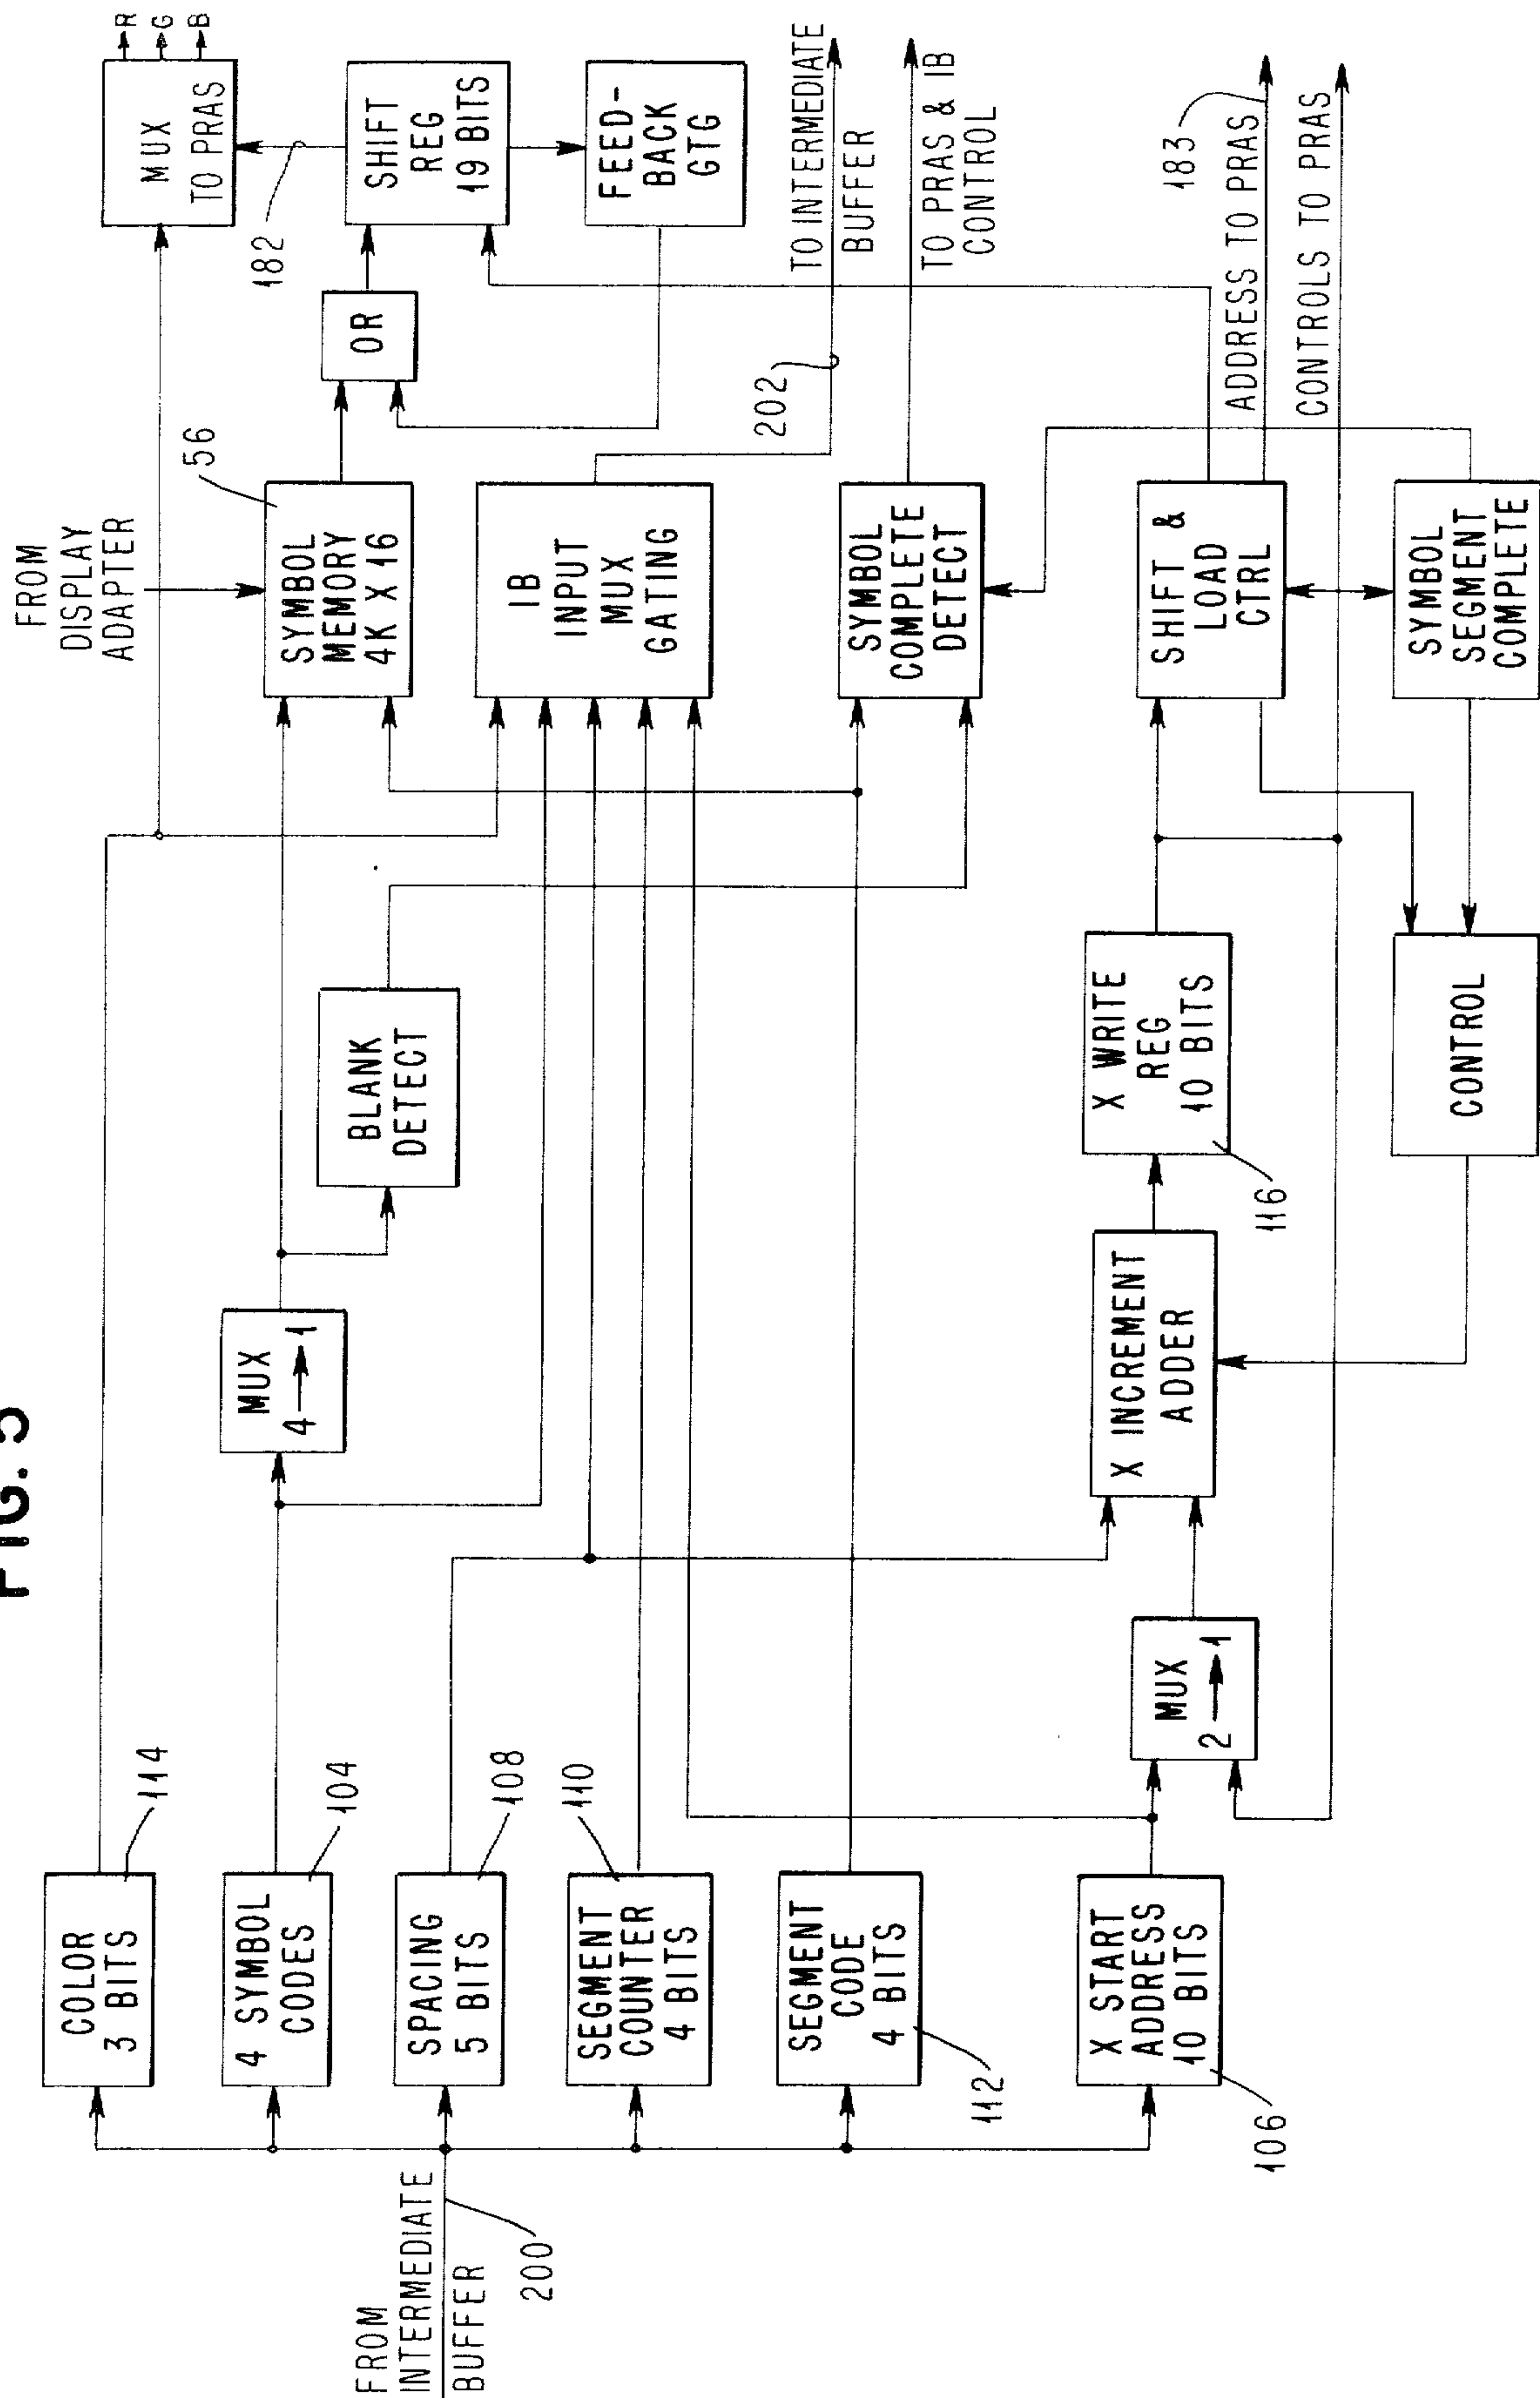 FIG. 5
FROM
INTERMEDIATE
BUFFER
200
COLOR
3 BITS
114
4 SYMBOL
CODES
104
SPACING
5 BITS
108
SEGMENT
COUNTER
4 BITS
110
SEGMENT
CODE
4 BITS
112
X START
ADDRESS
10 BITS
106
MUX
4 → 1
BLANK
DETECT
MUX
2 → 1
X INCREMENT
ADDER
X WRITE
REG
10 BITS
116
CONTROL
FROM
DISPLAY
ADAPTER
SYMBOL
MEMORY
4K X 16
56
IB
INPUT
MUX
GATING
SYMBOL
COMPLETE
DETECT
SHIFT &
LOAD
CTRL
SYMBOL
SEGMENT
COMPLETE
OR
MUX
TO PRAS
R
G
B
182
SHIFT
REG
19 BITS
FEED-
BACK
GTG
TO INTERMEDIATE
BUFFER
202
TO PRAS & IB
CONTROL
183
ADDRESS TO PRAS
CONTROLS TO PRAS